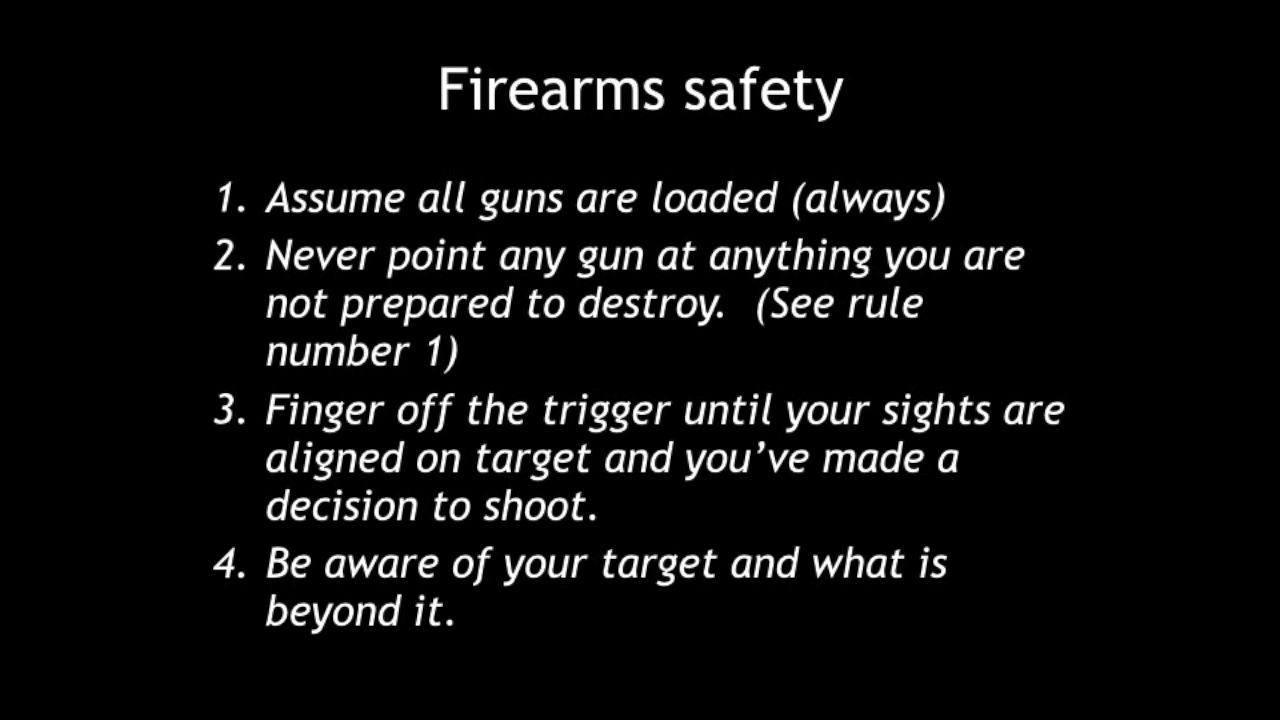 Firearms safety
1. Assume all guns are loaded (always)
2. Never point any gun at anything you are
not prepared to destroy.  (See rule
number 1)
3. Finger off the trigger until your sights are
aligned on target and you’ve made a
decision to shoot.
4. Be aware of your target and what is
beyond it.